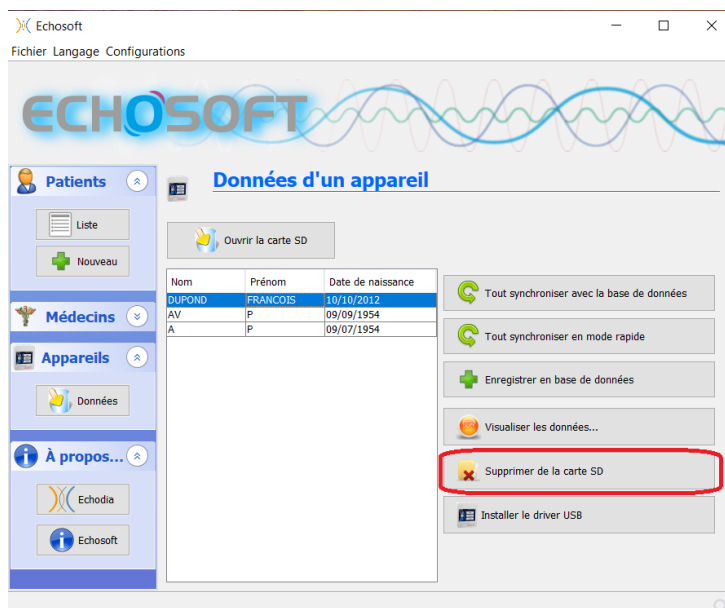 Echosoft
Fichier Langage Configurations
ECHOSOFT
Patients
Liste
Nouveau
Médecins
Appareils
Données
À propos...
Echodia
Echosoft
Données d'un appareil
Ouvrir la carte SD
Nom Prénom Date de naissance
DUPOND FRANCOIS 10/10/2012
AV P 09/09/1954
A P 09/07/1954
Tout synchroniser avec la base de données
Tout synchroniser en mode rapide
Enregistrer en base de données
Visualiser les données...
Supprimer de la carte SD
Installer le driver USB